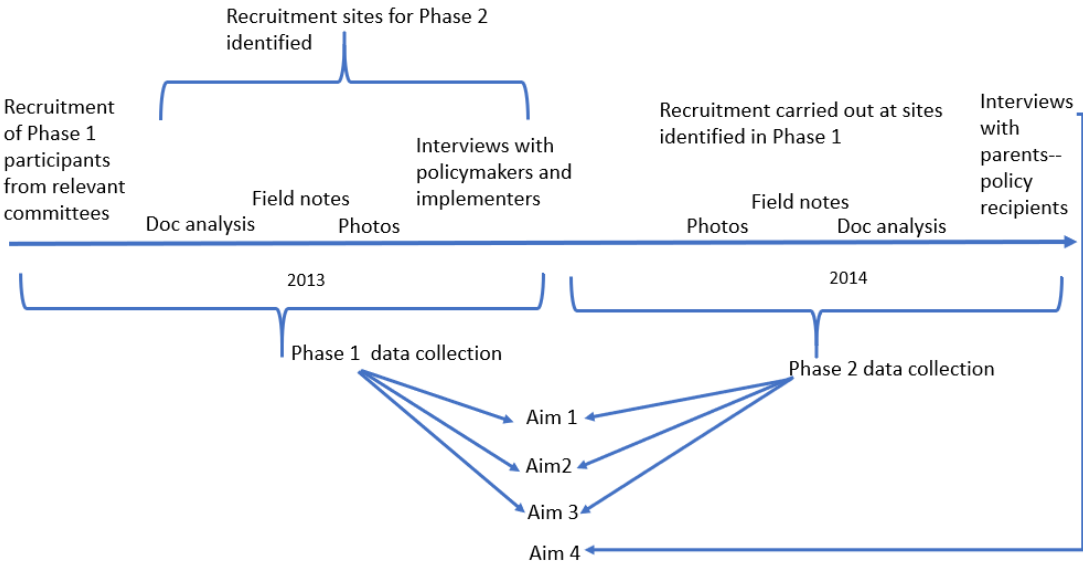 Recruitment sites for Phase 2
identified
Recruitment
of Phase 1
participants
from relevant
committees
Interviews with
policymakers and
implementers
Field notes
Doc analysis
Photos
Recruitment carried out at sites
identified in Phase 1
Interviews
with
parents--
policy
recipients
Field notes
Photos
Doc analysis
2013
2014
Phase 1 data collection
Phase 2 data collection
Aim 1
Aim2
Aim 3
Aim 4